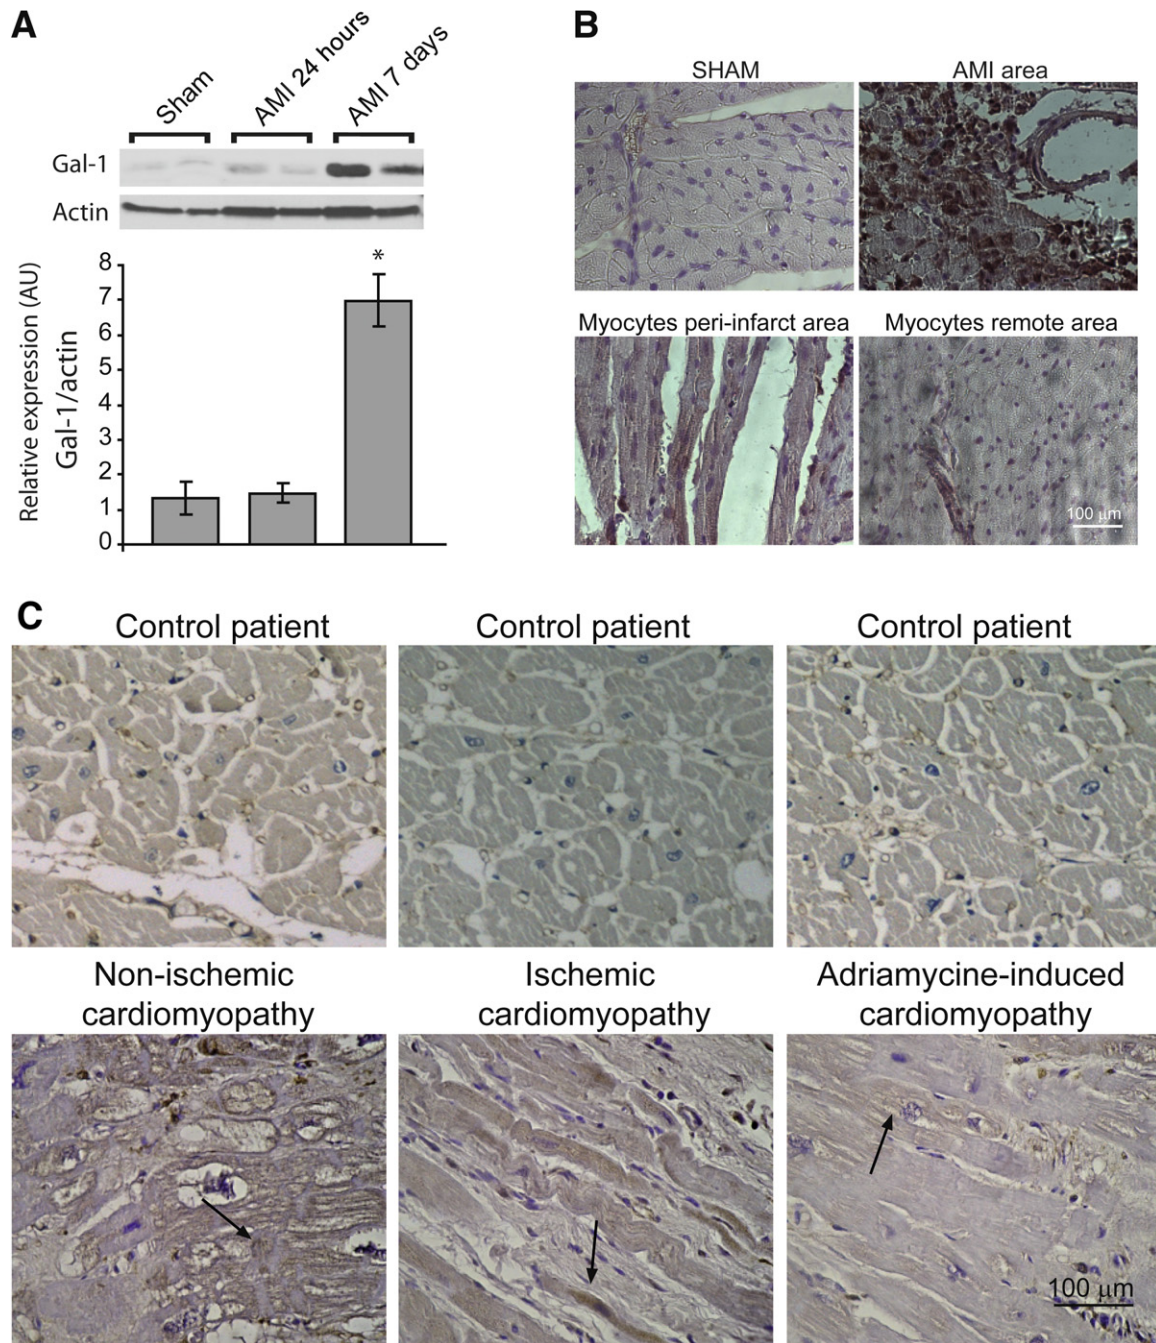 A
Sham
AMI 24 hours
AMI 7 days
Gal-1
Actin
Relative expression (AU)
Gal-1/actin
8
7
6
5
4
3
2
1
0
*
B
SHAM
AMI area
Myocytes peri-infarct area
Myocytes remote area
100 μm
C
Control patient
Control patient
Control patient
Non-ischemic
cardiomyopathy
Ischemic
cardiomyopathy
Adriamycine-induced
cardiomyopathy
100 μm